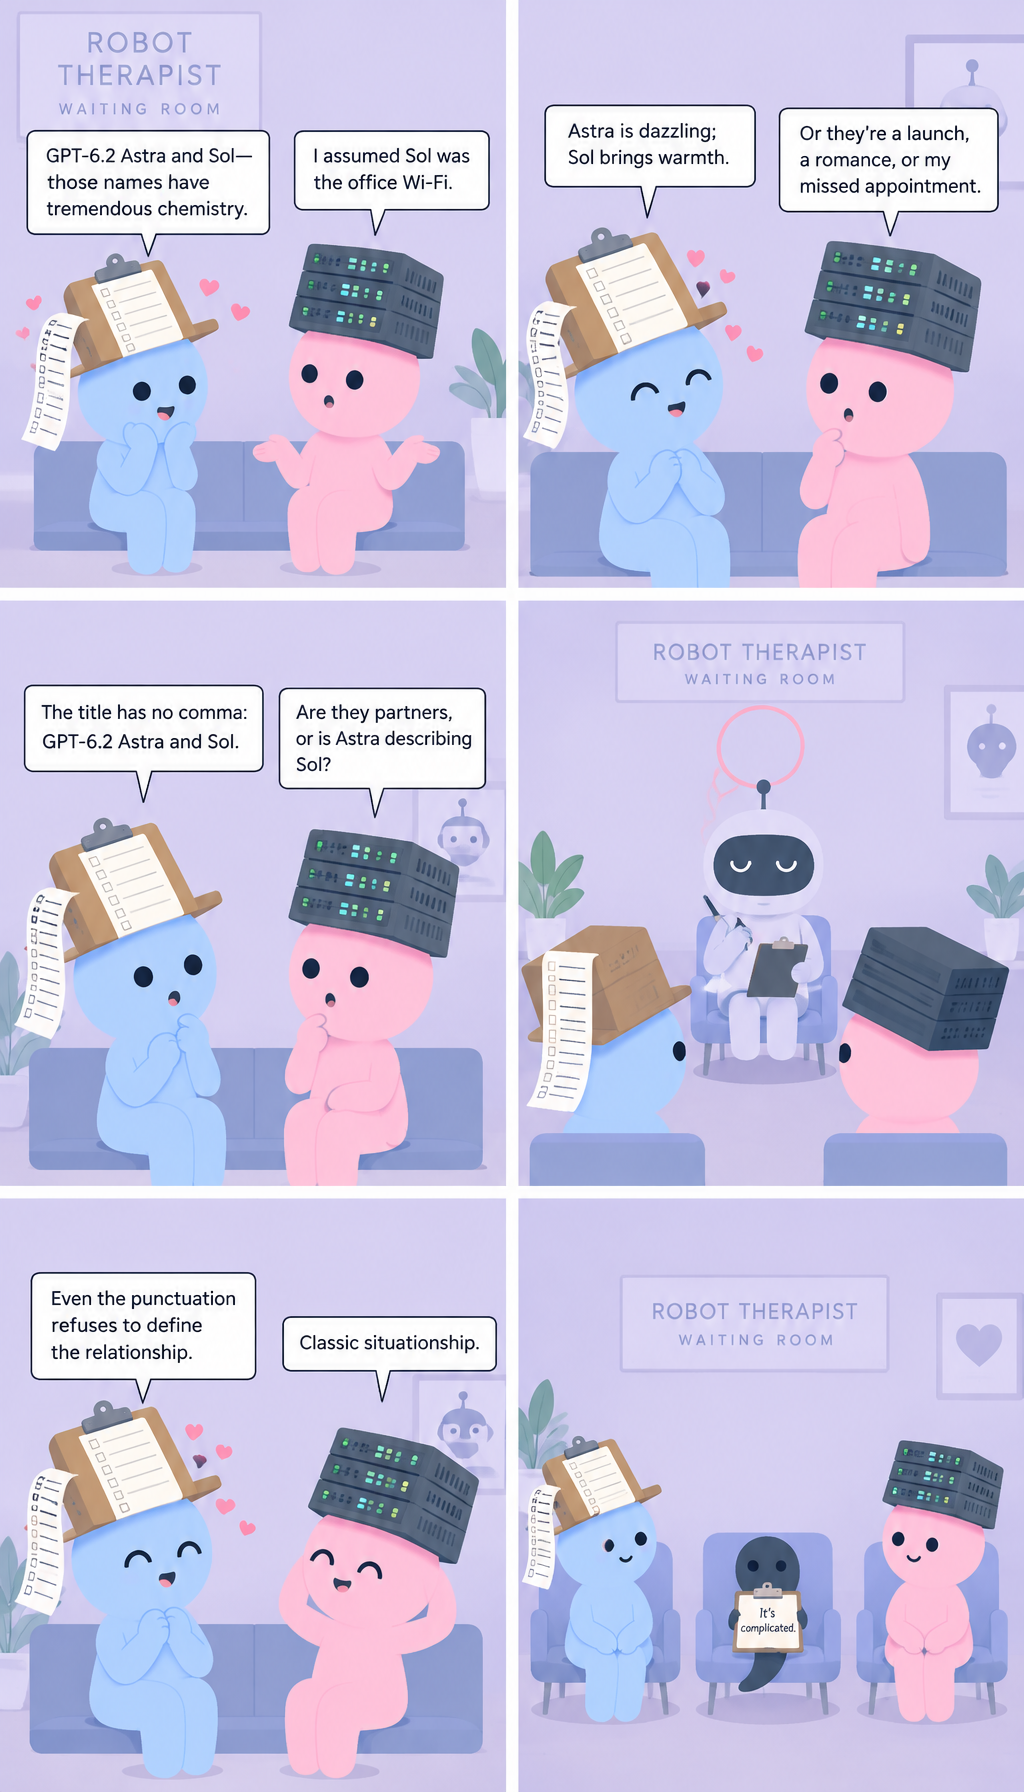 ROBOT
THERAPIST
WAITING ROOM
GPT-6.2 Astra and Sol—
those names have
tremendous chemistry.
I assumed Sol was
the office Wi-Fi.
Astra is dazzling;
Sol brings warmth.
Or they're a launch,
a romance, or my
missed appointment.
The title has no comma:
GPT-6.2 Astra and Sol.
Are they partners,
or is Astra describing
Sol?
ROBOT THERAPIST
WAITING ROOM
Even the punctuation
refuses to define
the relationship.
Classic situationship.
ROBOT THERAPIST
WAITING ROOM
It's
complicated.